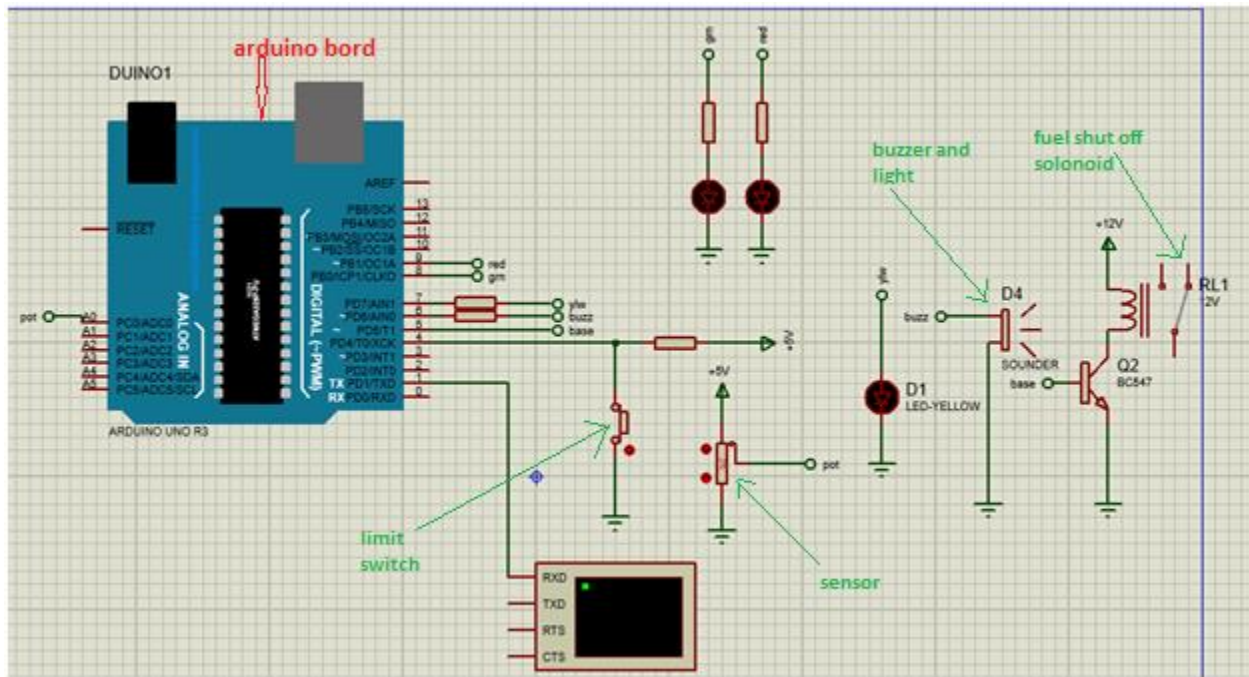 arduino bord
DUINO1
AREF
RESET
13
PB5/SCK
12
PB4/MISO
11
~PB3/MOSI/OC2A
10
~PB2/SS/OC1B
9
~PB1/OC1A
8
PB0/ICP1/CLKO
7
PD7/AIN1
6
~PD6/AIN0
5
~PD5/T1
4
PD4/T0/XCK
3
~PD3/INT1
2
PD2/INT0
1
TX PD1/TXD
0
RX PD0/RXD
DIGITAL (~PWM)
ANALOG IN
pot
A0
PC0/ADC0
A1
PC1/ADC1
A2
PC2/ADC2
A3
PC3/ADC3
A4
PC4/ADC4/SDA
A5
PC5/ADC5/SCL
ARDUINO UNO R3
red
grn
ylw
buzz
base
grn
red
+5V
+5V
pot
limit
switch
sensor
RXD
TXD
RTS
CTS
buzzer and
light
fuel shut off
solonoid
ylw
D1
LED-YELLOW
buzz
D4
SOUNDER
+12V
RL1
base
Q2
BC547